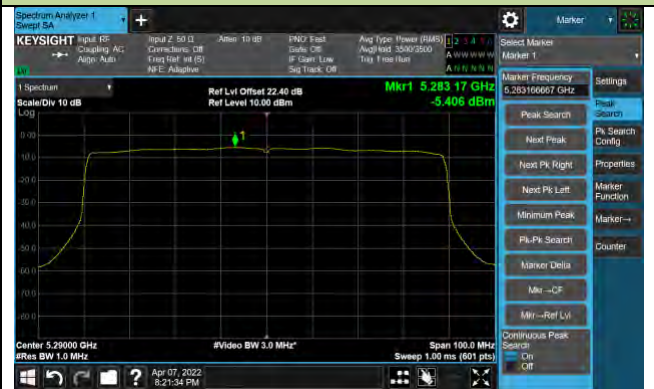 Spectrum Analyzer 1
Swept SA
+
Marker
KEYSIGHT Input: RF
Coupling: AC
Align: Auto
Input Z: 50 Ω
Corrections: Off
Freq Ref: Int (S)
NFE: Adaptive
Atten: 10 dB
PNO: Fast
Gate: Off
IF Gain: Low
Sig Track: Off
Avg Type: Power (RMS)
Avg|Hold: 3500/3500
Trig: Free Run
1 2 3 4 5 6
A W W W W W
A N N N N N
Select Marker
Marker 1
1 Spectrum
Scale/Div 10 dB
Log
Ref Lvl Offset 22.40 dB
Ref Level 10.00 dBm
Mkr1 5.283 17 GHz
-5.406 dBm
1
0.00
-10.0
-20.0
-30.0
-40.0
-50.0
-60.0
-70.0
-80.0
Center 5.29000 GHz
#Res BW 1.0 MHz
#Video BW 3.0 MHz*
Span 100.0 MHz
Sweep 1.00 ms (601 pts)
Marker Frequency
5.283166667 GHz
Peak Search
Next Peak
Next Pk Right
Next Pk Left
Minimum Peak
Pk-Pk Search
Marker Delta
Mkr→CF
Mkr→Ref Lvl
Continuous Peak
Search
On
Off
Settings
Peak
Search
Pk Search
Config
Properties
Marker
Function
Marker→
Counter
?
Apr 07, 2022
8:21:34 PM